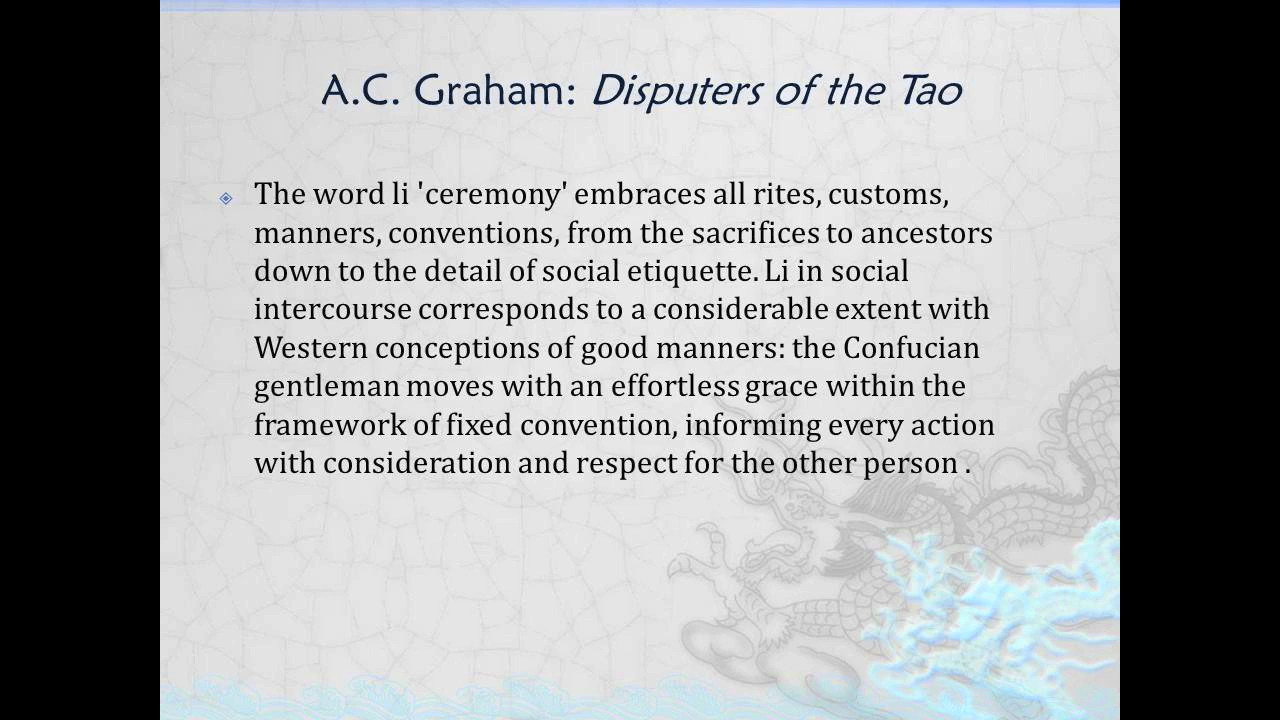 A.C. Graham: Disputers of the Tao
The word li 'ceremony' embraces all rites, customs,
manners, conventions, from the sacrifices to ancestors
down to the detail of social etiquette. Li in social
intercourse corresponds to a considerable extent with
Western conceptions of good manners: the Confucian
gentleman moves with an effortless grace within the
framework of fixed convention, informing every action
with consideration and respect for the other person .